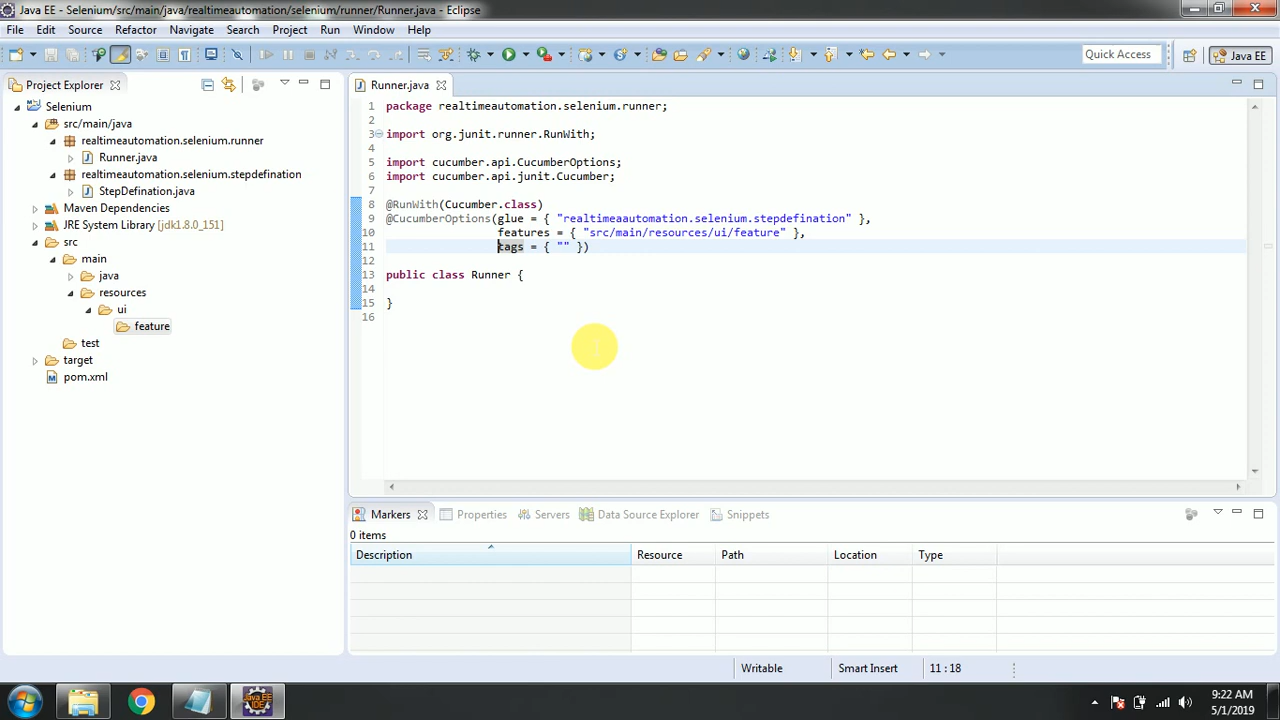 Java EE - Selenium/src/main/java/realtimeautomation/selenium/runner/Runner.java - Eclipse
File Edit Source Refactor Navigate Search Project Run Window Help
Quick Access
Java EE
Project Explorer
Selenium
src/main/java
realtimeautomation.selenium.runner
Runner.java
realtimeautomation.selenium.stepdefination
StepDefination.java
Maven Dependencies
JRE System Library [jdk1.8.0_151]
src
main
java
resources
ui
feature
test
target
pom.xml
Runner.java
1 package realtimeautomation.selenium.runner;
2
3 import org.junit.runner.RunWith;
4
5 import cucumber.api.CucumberOptions;
6 import cucumber.api.junit.Cucumber;
7
8 @RunWith(Cucumber.class)
9 @CucumberOptions(glue = { "realtimeaautomation.selenium.stepdefination" },
10 features = { "src/main/resources/ui/feature" },
11 tags = { "" })
12
13 public class Runner {
14
15 }
16
Markers Properties Servers Data Source Explorer Snippets
0 items
Description Resource Path Location Type
Writable Smart Insert 11 : 18
Java EE
IDE
9:22 AM
5/1/2019